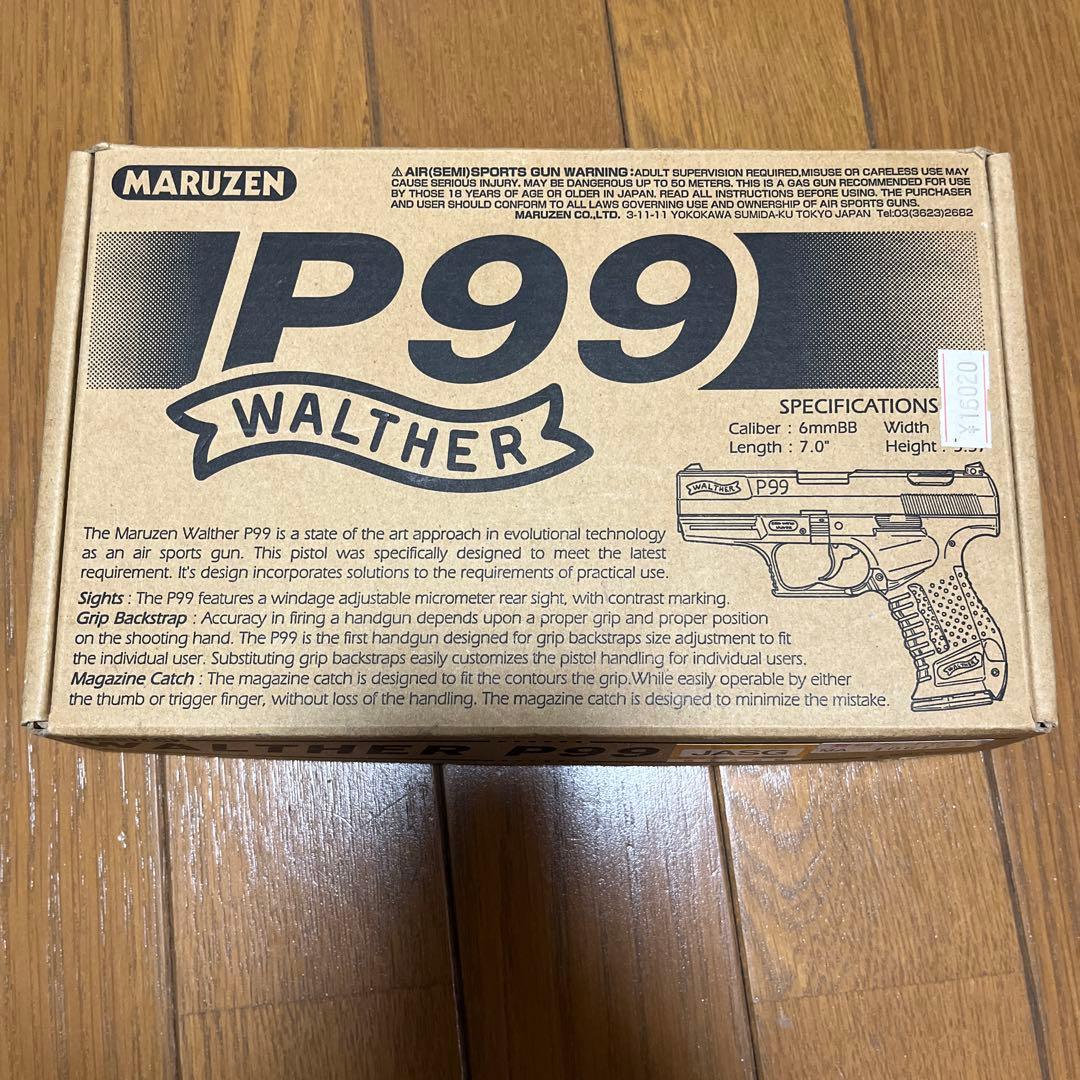 MARUZEN
⚠ AIR(SEMI)SPORTS GUN WARNING:ADULT SUPERVISION REQUIRED,MISUSE OR CARELESS USE MAY
CAUSE SERIOUS INJURY. MAY BE DANGEROUS UP TO 50 METERS. THIS IS A GAS GUN RECOMMENDED FOR USE
BY THOSE 18 YEARS OF AGE OR OLDER IN JAPAN. READ ALL INSTRUCTIONS BEFORE USING. THE PURCHASER
AND USER SHOULD CONFORM TO ALL LAWS GOVERNING USE AND OWNERSHIP OF AIR SPORTS GUNS.
MARUZEN CO.,LTD. 3-11-11 YOKOKAWA SUMIDA-KU TOKYO JAPAN Tel:03(3623)2682
P99
WALTHER
¥16020
SPECIFICATIONS
Caliber : 6mmBB Width
Length : 7.0" Height :
WALTHER P99
WALTHER
The Maruzen Walther P99 is a state of the art approach in evolutional technology
as an air sports gun. This pistol was specifically designed to meet the latest
requirement. It's design incorporates solutions to the requirements of practical use.
Sights : The P99 features a windage adjustable micrometer rear sight, with contrast marking.
Grip Backstrap : Accuracy in firing a handgun depends upon a proper grip and proper position
on the shooting hand. The P99 is the first handgun designed for grip backstraps size adjustment to fit
the individual user. Substituting grip backstraps easily customizes the pistol handling for individual users.
Magazine Catch : The magazine catch is designed to fit the contours the grip.While easily operable by either
the thumb or trigger finger, without loss of the handling. The magazine catch is designed to minimize the mistake.
WALTHER P99 JASG